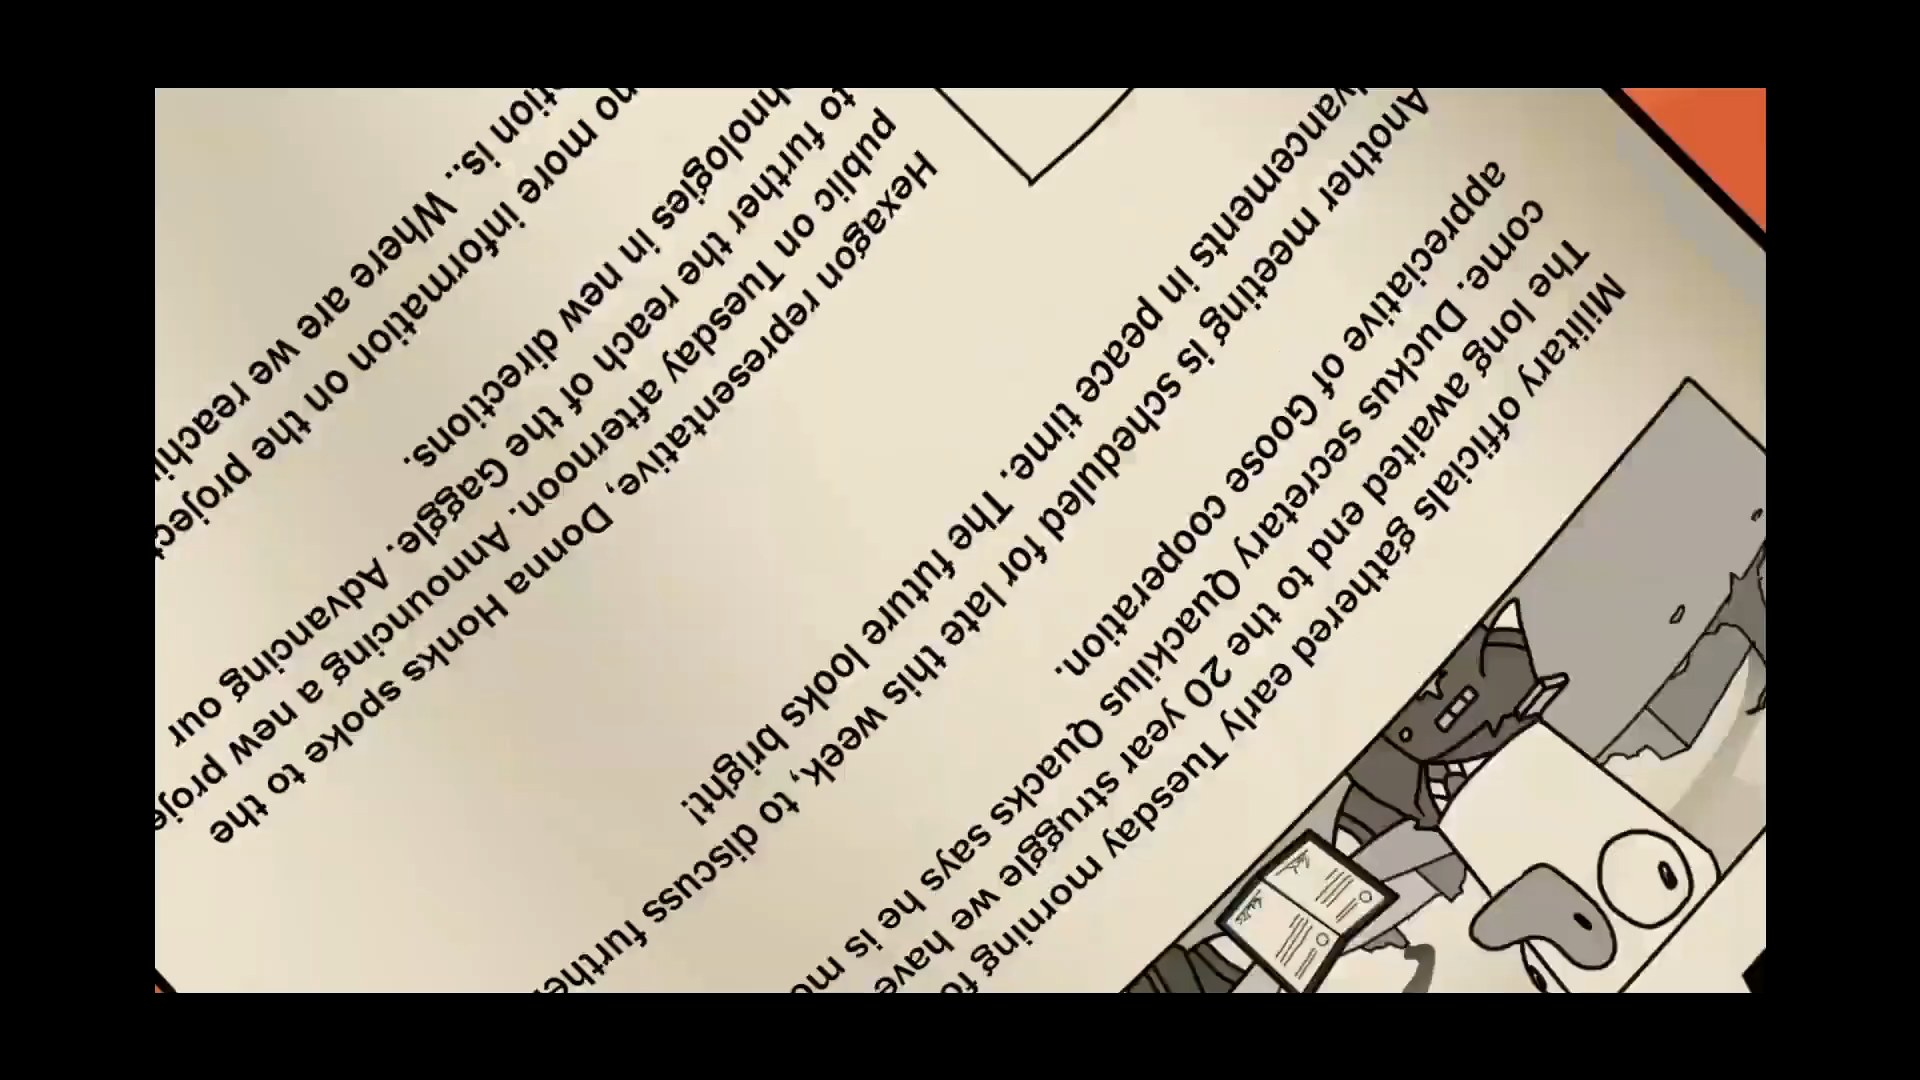 Military officials gathered early Tuesday morning fo
The long awaited end to the 20 year struggle we have
come. Duckus secretary Quackilus Quacks says he is mo
appreciative of Goose cooperation.
Another meeting is scheduled for late this week, to discuss furthe
vancements in peace time. The future looks bright!
Hexagon representative, Donna Honks spoke to the
public on Tuesday afternoon. Announcing a new proje
to further the reach of the Gaggle. Advancing our
hnologies in new directions.
no more information on the project
tion is.. Where are we reachi